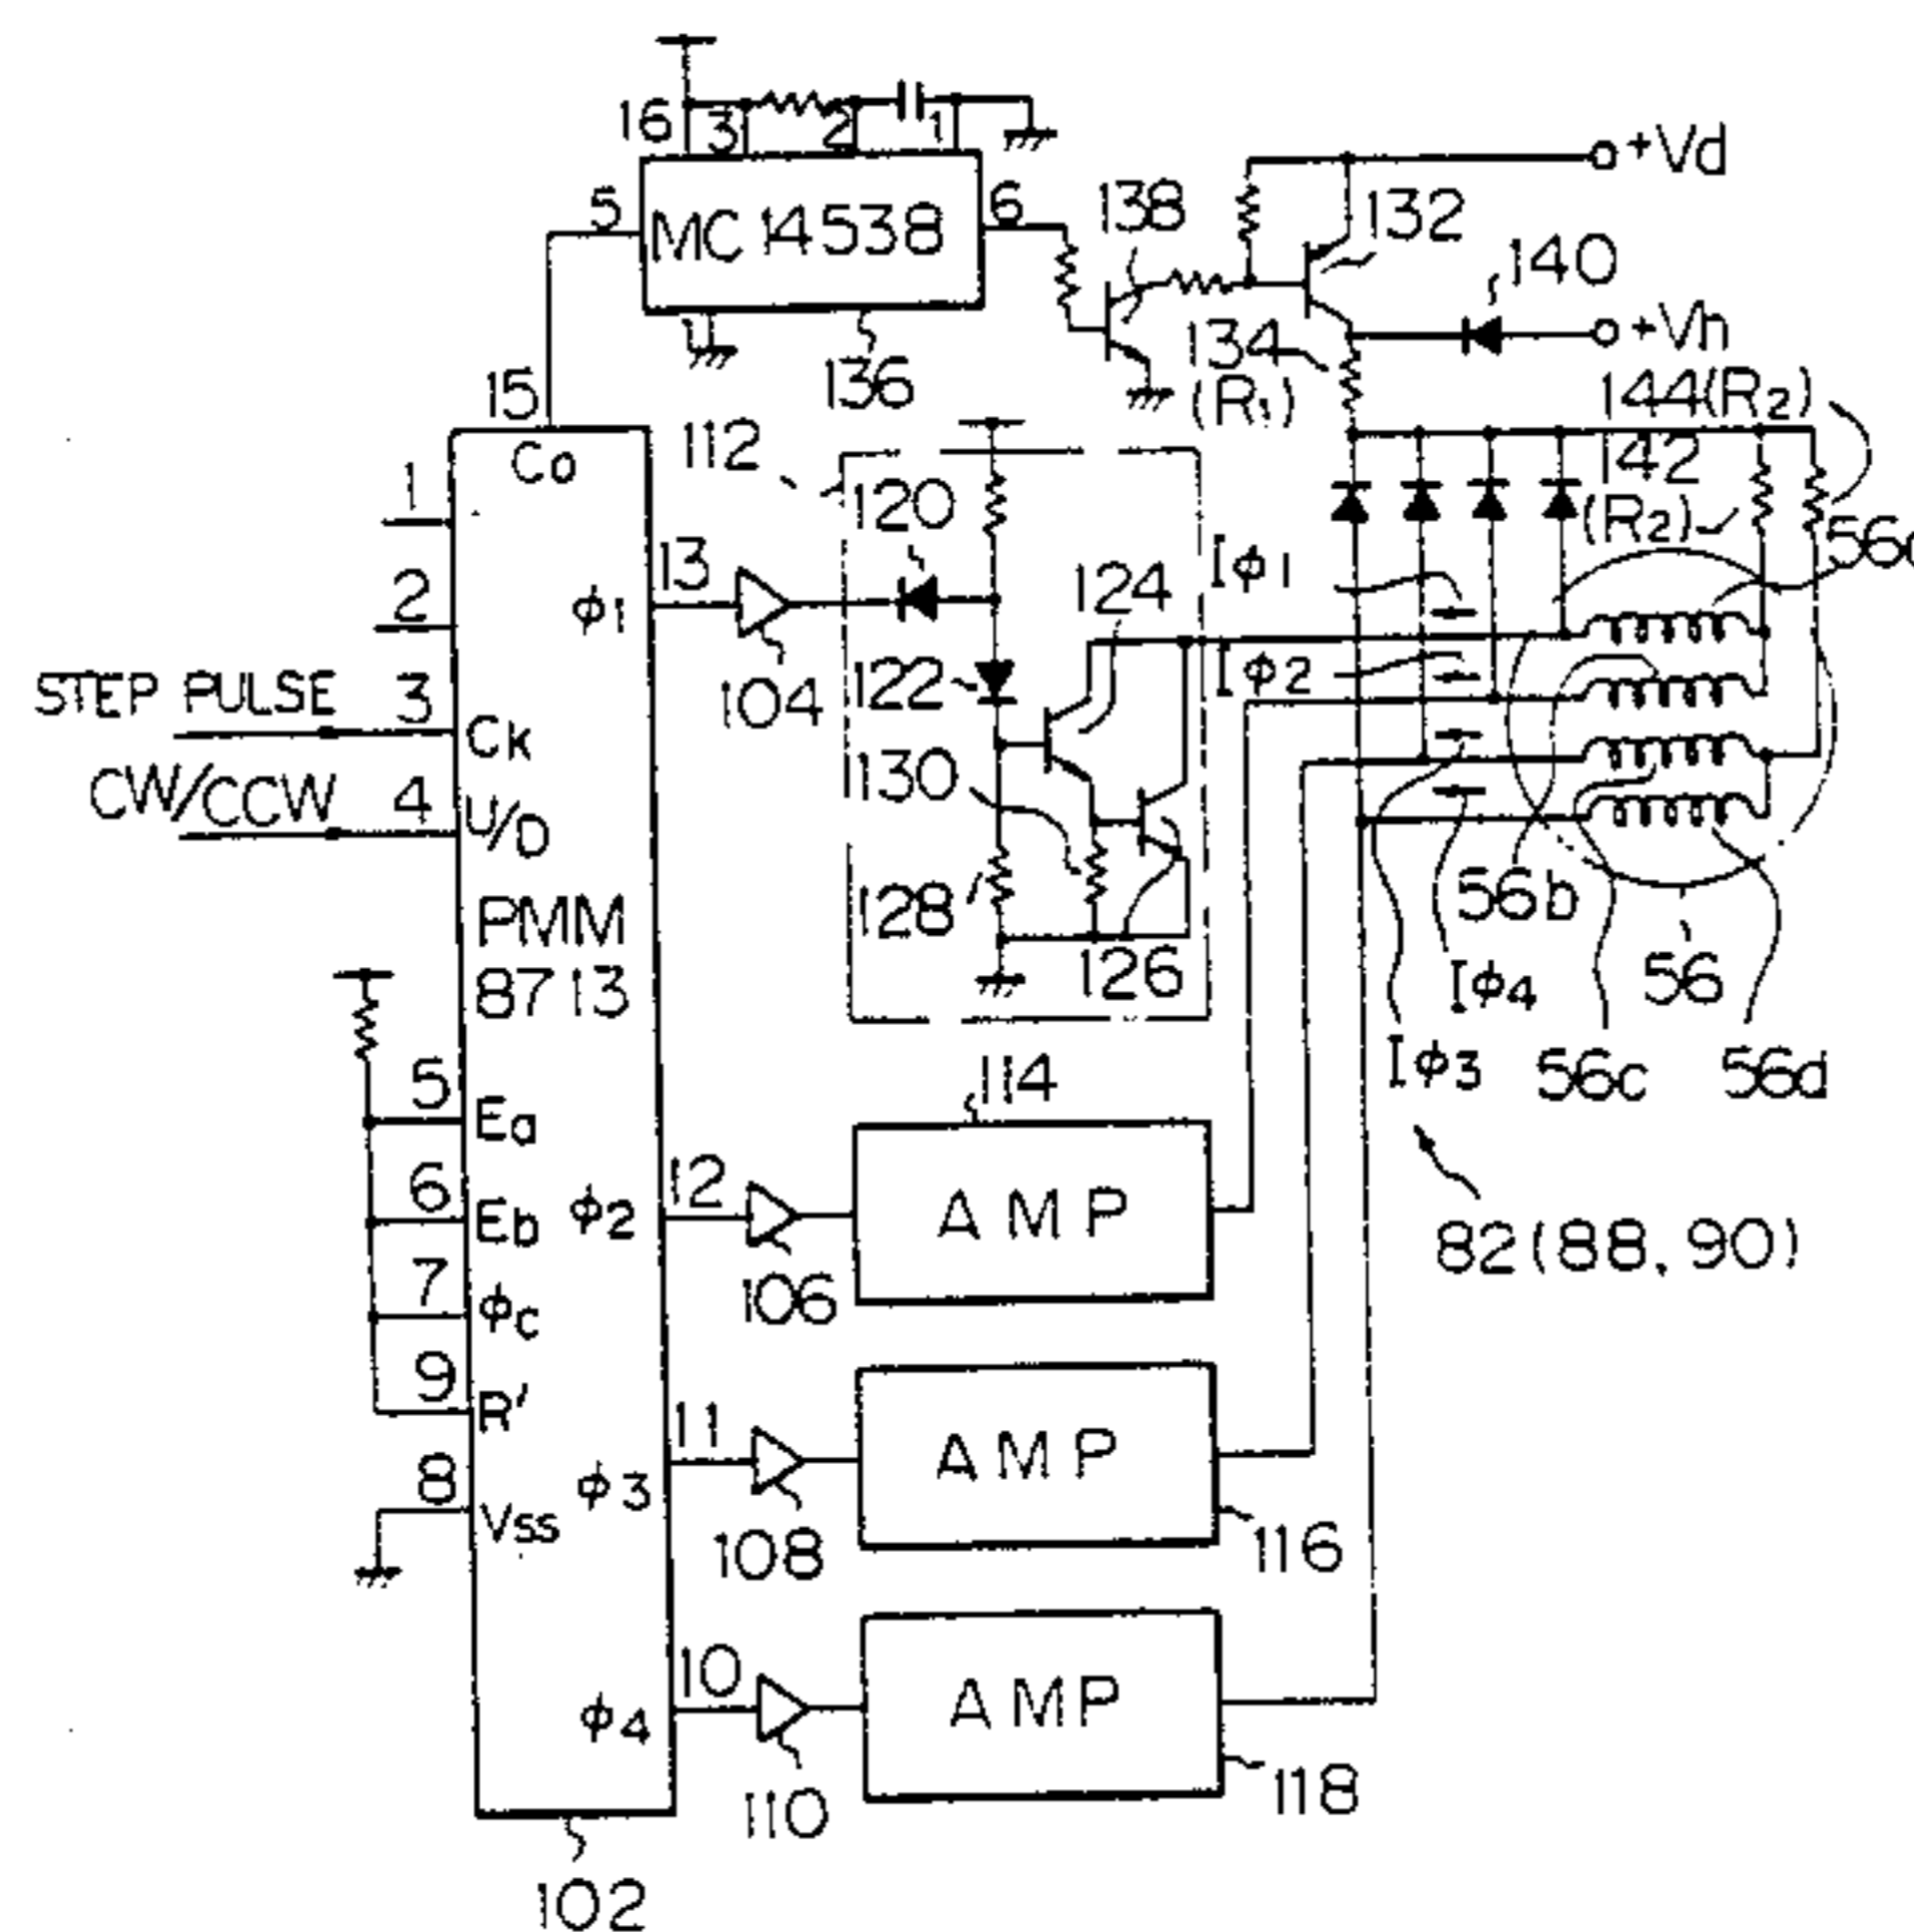 16 3 2 1
+Vd
5 MC 14538 6 138 132 140
134 +Vh
136 (R1)
15 144(R2)
112 142
Co 120 (R2)
1
13 Iφ1
2 φ1 124
STEP PULSE 3 122 Iφ2
Ck 104
CW/CCW 4 130
U/D
128 56b
PMM 126 56
8713 Iφ4
Iφ3 56c 56d
5 Ea 114
6 Eb φ2 12 AMP 82(88,90)
7 φc 106
9 R'
11
8 φ3 AMP
Vss 108 116
10
φ4 AMP
110 118
102